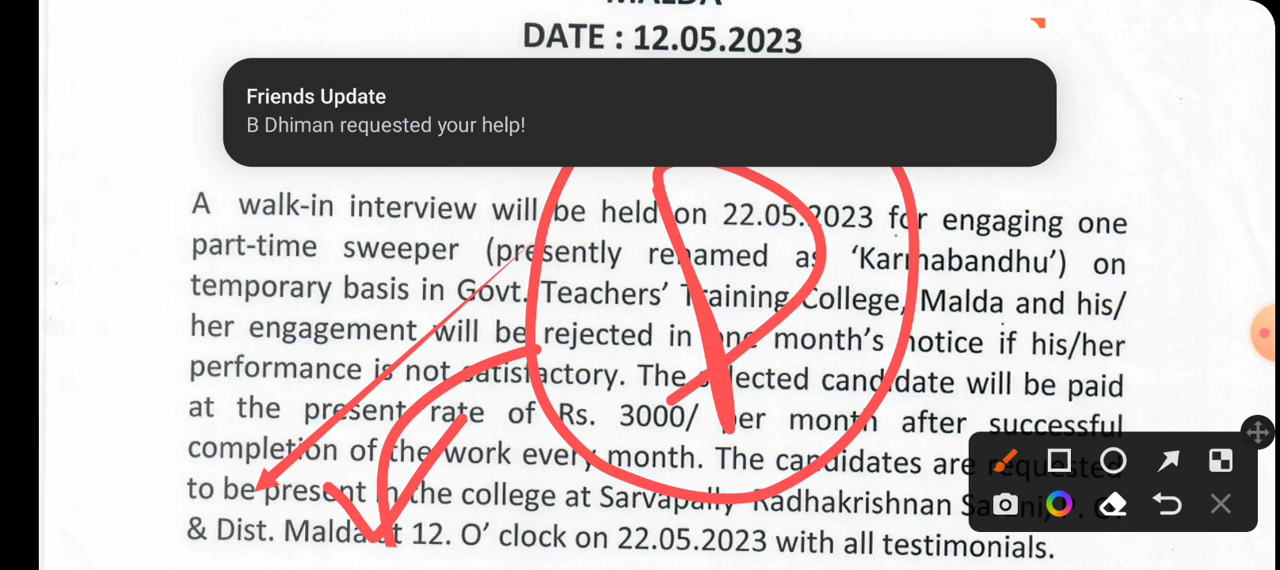 MALDA
DATE : 12.05.2023
Friends Update
B Dhiman requested your help!
A walk-in interview will be held on 22.05.2023 for engaging one
part-time sweeper (presently renamed as 'Karmabandhu') on
temporary basis in Govt. Teachers' Training College, Malda and his/
her engagement will be rejected in one month's notice if his/her
performance is not satisfactory. The selected candidate will be paid
at the present rate of Rs. 3000/ per month after successful
completion of the work every month. The candidates are requested
to be present in the college at Sarvapally Radhakrishnan
& Dist. Malda at 12. O' clock on 22.05.2023 with all testimonials.